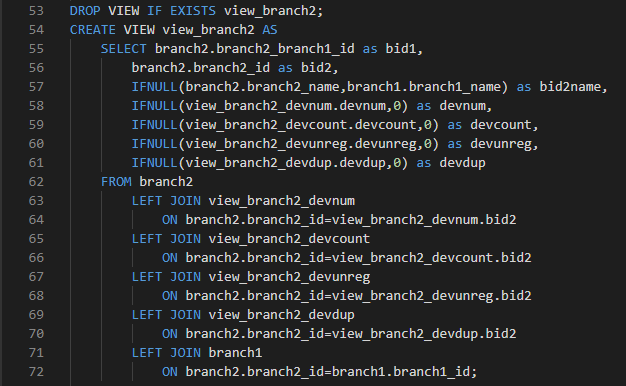 53 DROP VIEW IF EXISTS view_branch2;
54 CREATE VIEW view_branch2 AS
55     SELECT branch2.branch2_branch1_id as bid1,
56         branch2.branch2_id as bid2,
57         IFNULL(branch2.branch2_name,branch1.branch1_name) as bid2name,
58         IFNULL(view_branch2_devnum.devnum,0) as devnum,
59         IFNULL(view_branch2_devcount.devcount,0) as devcount,
60         IFNULL(view_branch2_devunreg.devunreg,0) as devunreg,
61         IFNULL(view_branch2_devdup.devdup,0) as devdup
62     FROM branch2
63         LEFT JOIN view_branch2_devnum
64             ON branch2.branch2_id=view_branch2_devnum.bid2
65         LEFT JOIN view_branch2_devcount
66             ON branch2.branch2_id=view_branch2_devcount.bid2
67         LEFT JOIN view_branch2_devunreg
68             ON branch2.branch2_id=view_branch2_devunreg.bid2
69         LEFT JOIN view_branch2_devdup
70             ON branch2.branch2_id=view_branch2_devdup.bid2
71         LEFT JOIN branch1
72             ON branch2.branch2_id=branch1.branch1_id;